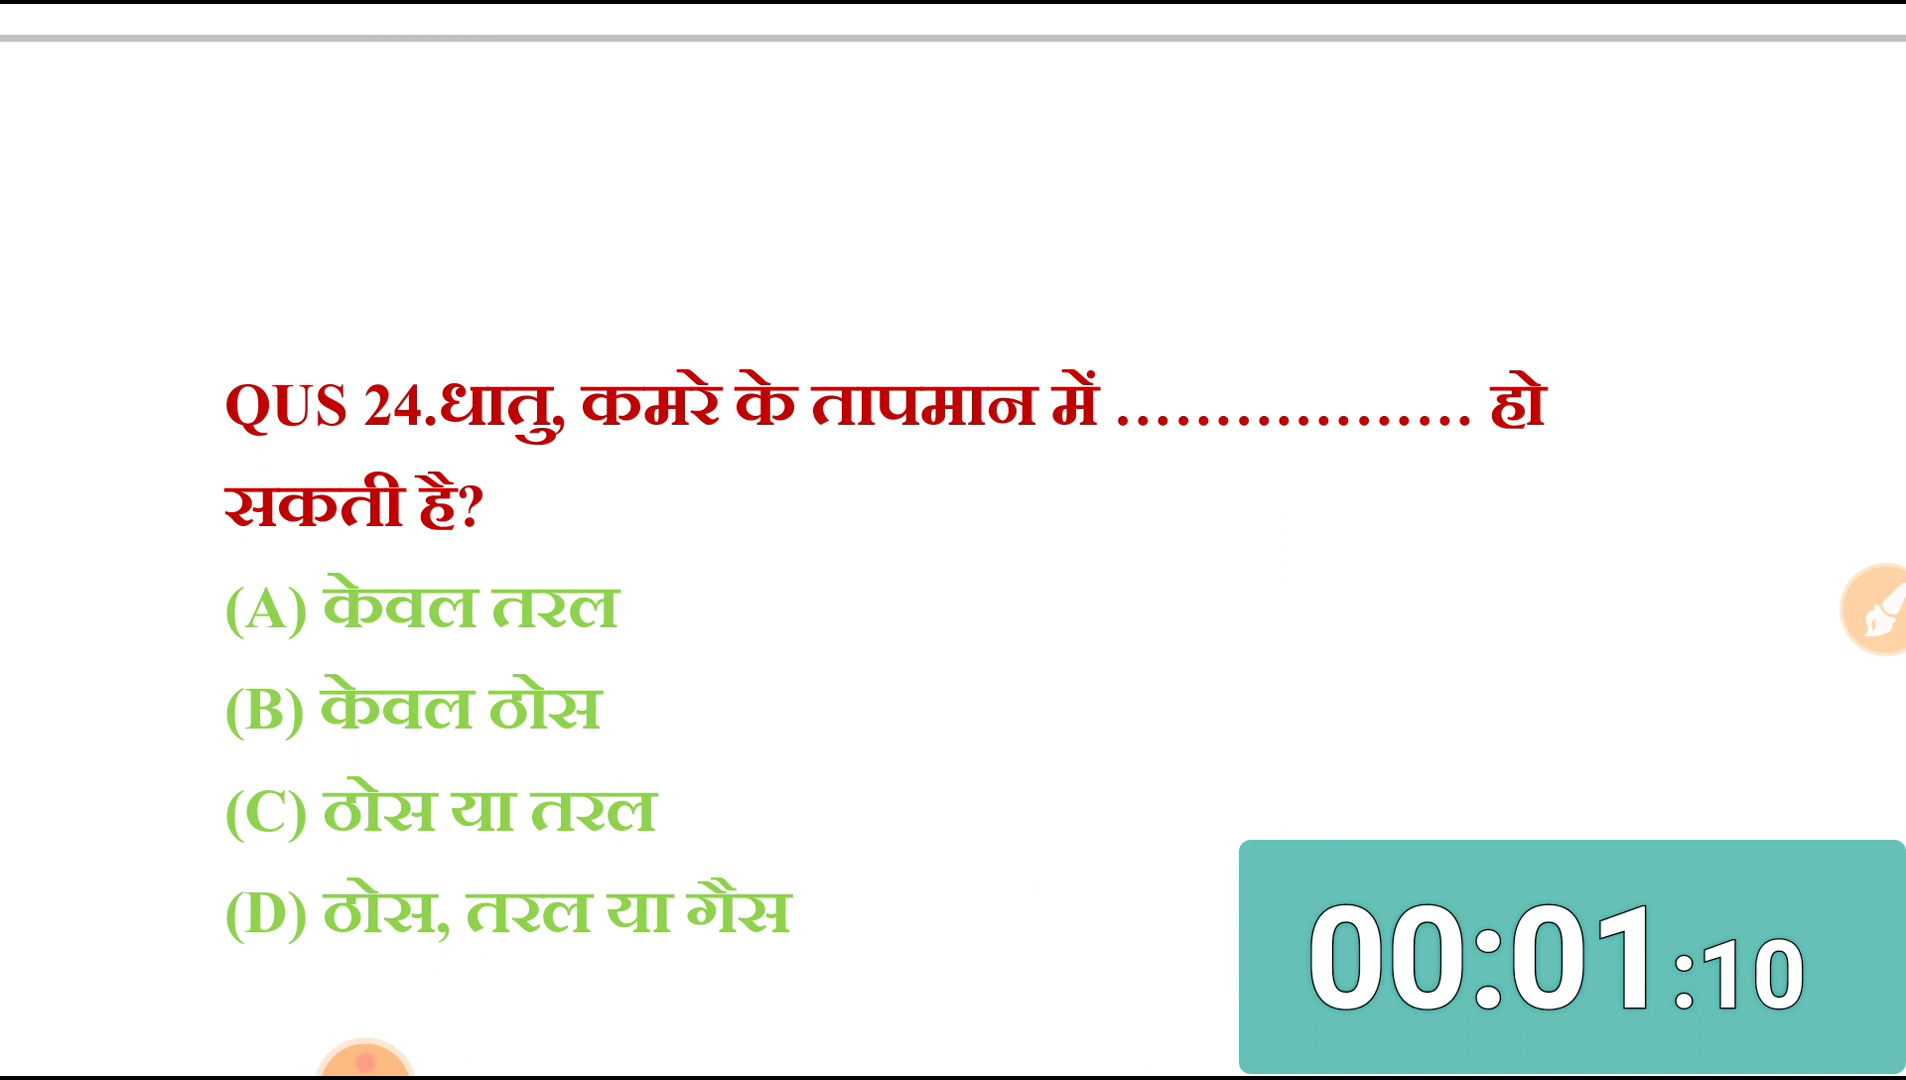 QUS 24.धातु, कमरे के तापमान में .................. हो
सकती है?
(A) केवल तरल
(B) केवल ठोस
(C) ठोस या तरल
(D) ठोस, तरल या गैस
00:01:10